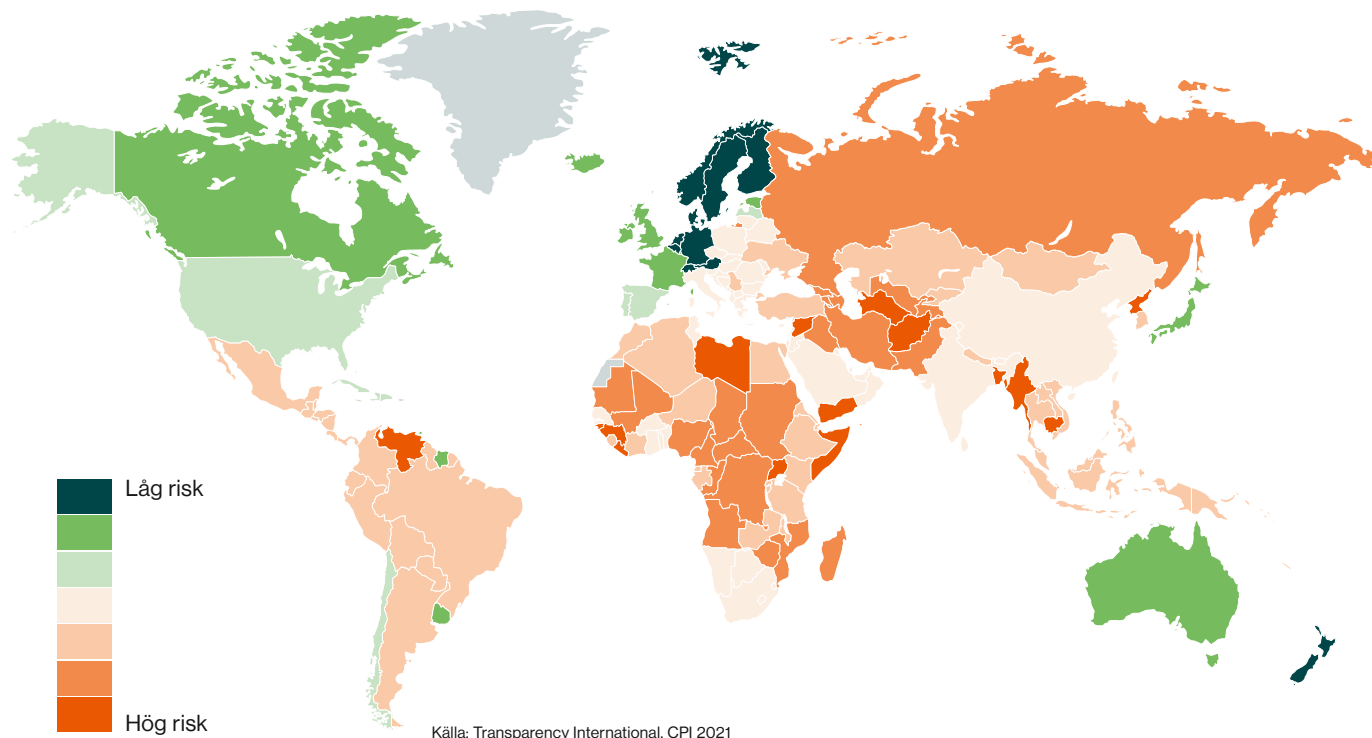 Låg risk
Hög risk
Källa: Transparency International, CPI 2021